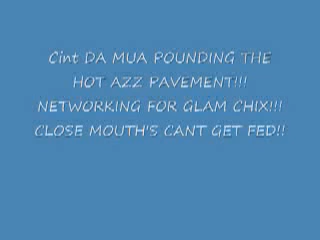 Cint DA MUA POUNDING THE
HOT AZZ PAVEMENT!!!
NETWORKING FOR GLAM CHIX!!!
CLOSE MOUTH'S CANT GET FED!!